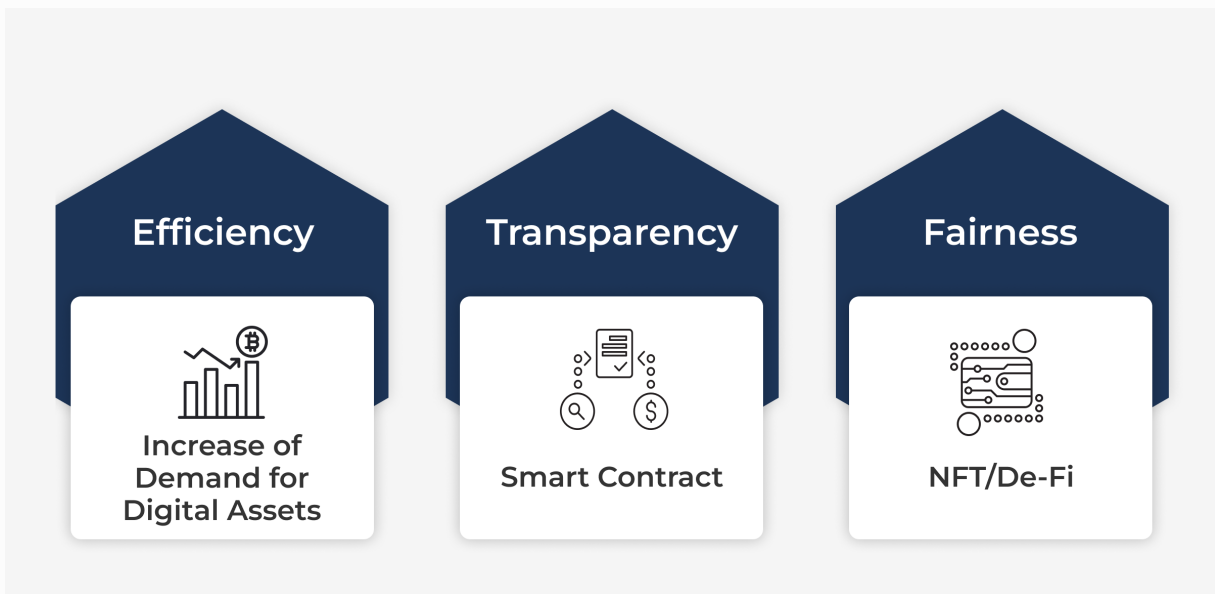 Efficiency
Transparency
Fairness
Increase of
Demand for
Digital Assets
Smart Contract
NFT/De-Fi